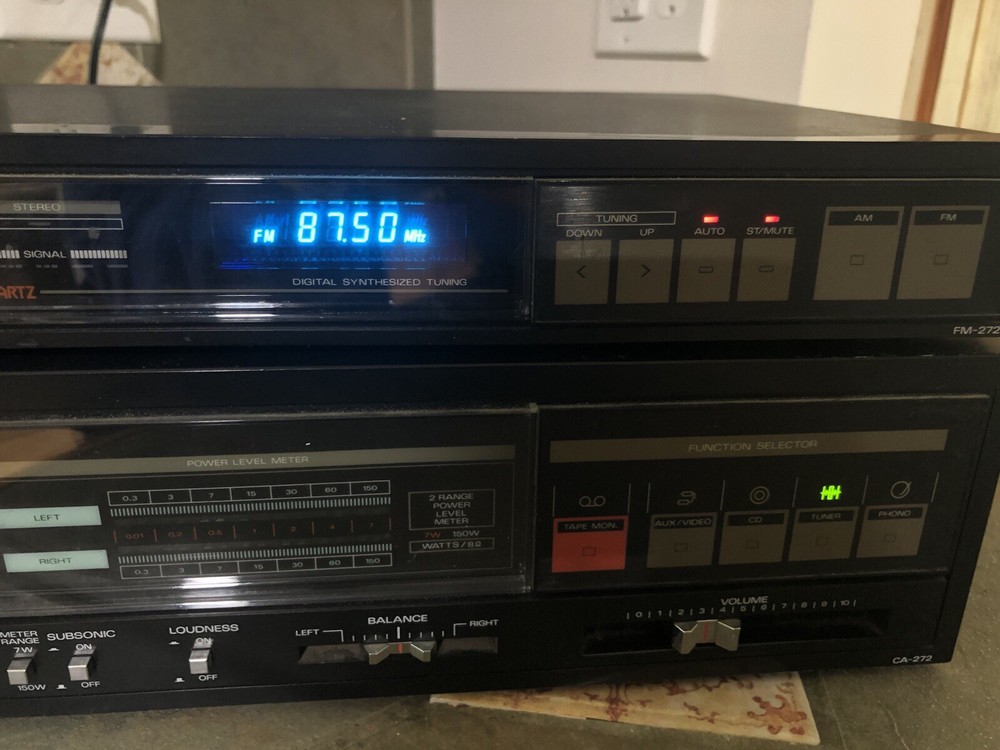 STEREO
SIGNAL
ARTZ
FM 87.50 MHz
DIGITAL SYNTHESIZED TUNING
TUNING
DOWN UP AUTO ST/MUTE
AM FM
FM-272
POWER LEVEL METER
LEFT
RIGHT
0.3 3 7 15 30 60 150
0.01 0.2 0.5 1 2 4 7
0.3 3 7 15 30 60 150
2 RANGE
POWER
LEVEL
METER
7W 150W
WATTS/8Ω
FUNCTION SELECTOR
TAPE MON. AUX/VIDEO CD TUNER PHONO
METER
RANGE
7W
150W
SUBSONIC
ON
OFF
LOUDNESS
ON
OFF
BALANCE
LEFT RIGHT
VOLUME
0 1 2 3 4 5 6 7 8 9 10
CA-272